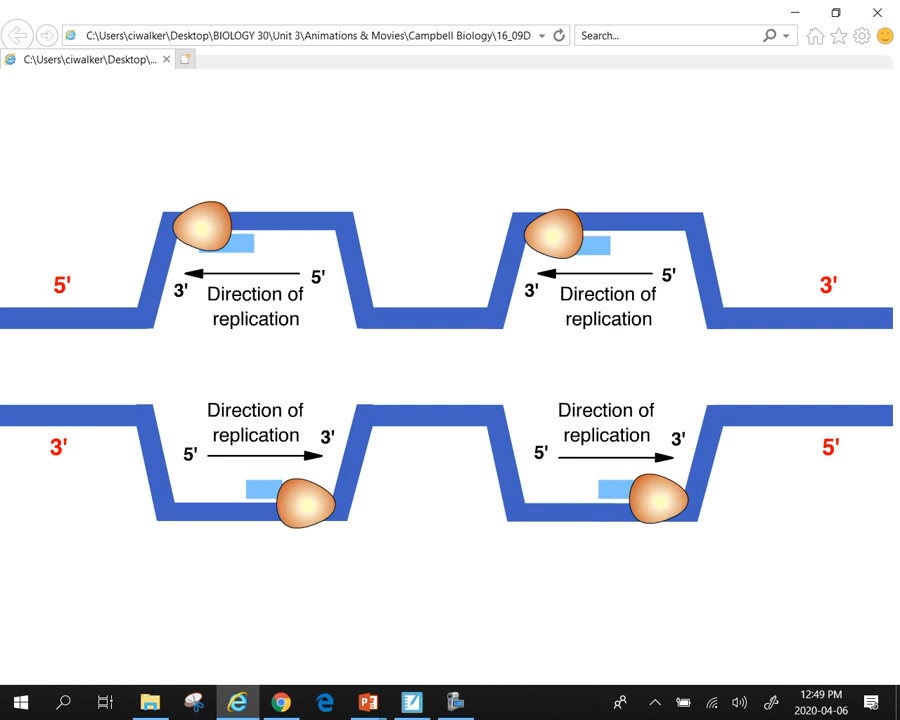 C:\Users\ciwalker\Desktop\BIOLOGY 30\Unit 3\Animations & Movies\Campbell Biology\16_09D
Search...
C:\Users\ciwalker\Desktop\...
5'
3'
5'
Direction of
replication
3'
5'
Direction of
replication
3'
3'
Direction of
replication
5'
3'
Direction of
replication
5'
3'
5'
12:49 PM
2020-04-06